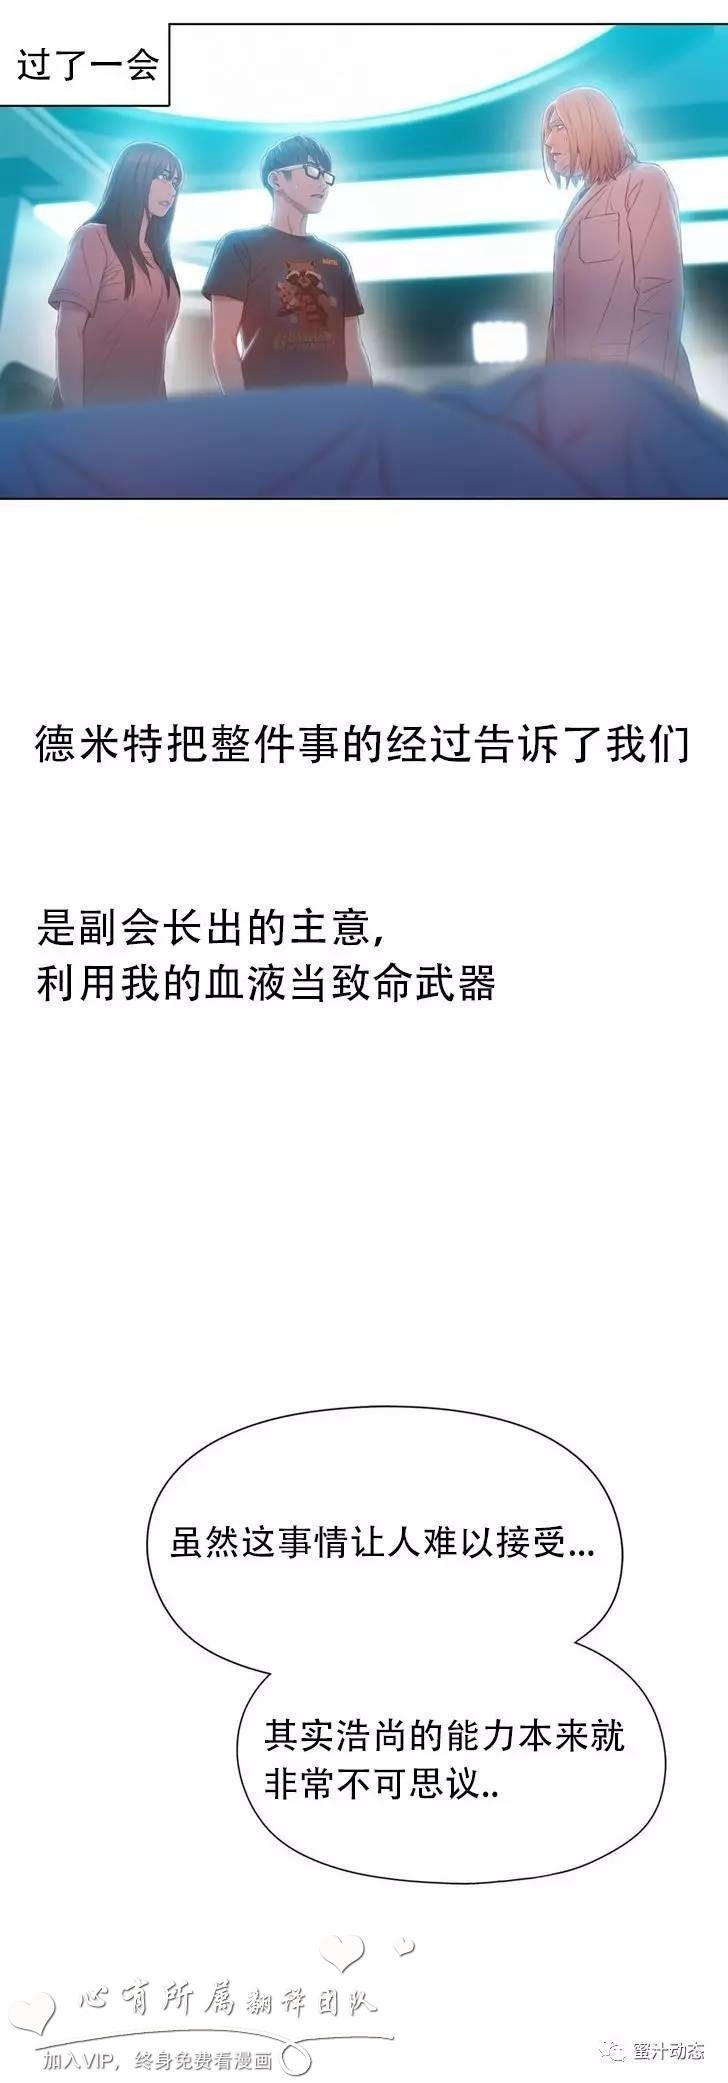 过了一会
德米特把整件事的经过告诉了我们
是副会长出的主意,
利用我的血液当致命武器
虽然这事情让人难以接受...
其实浩尚的能力本来就
非常不可思议..
心有所属翻译团队
加入VIP，终身免费看漫画
蜜汁动态